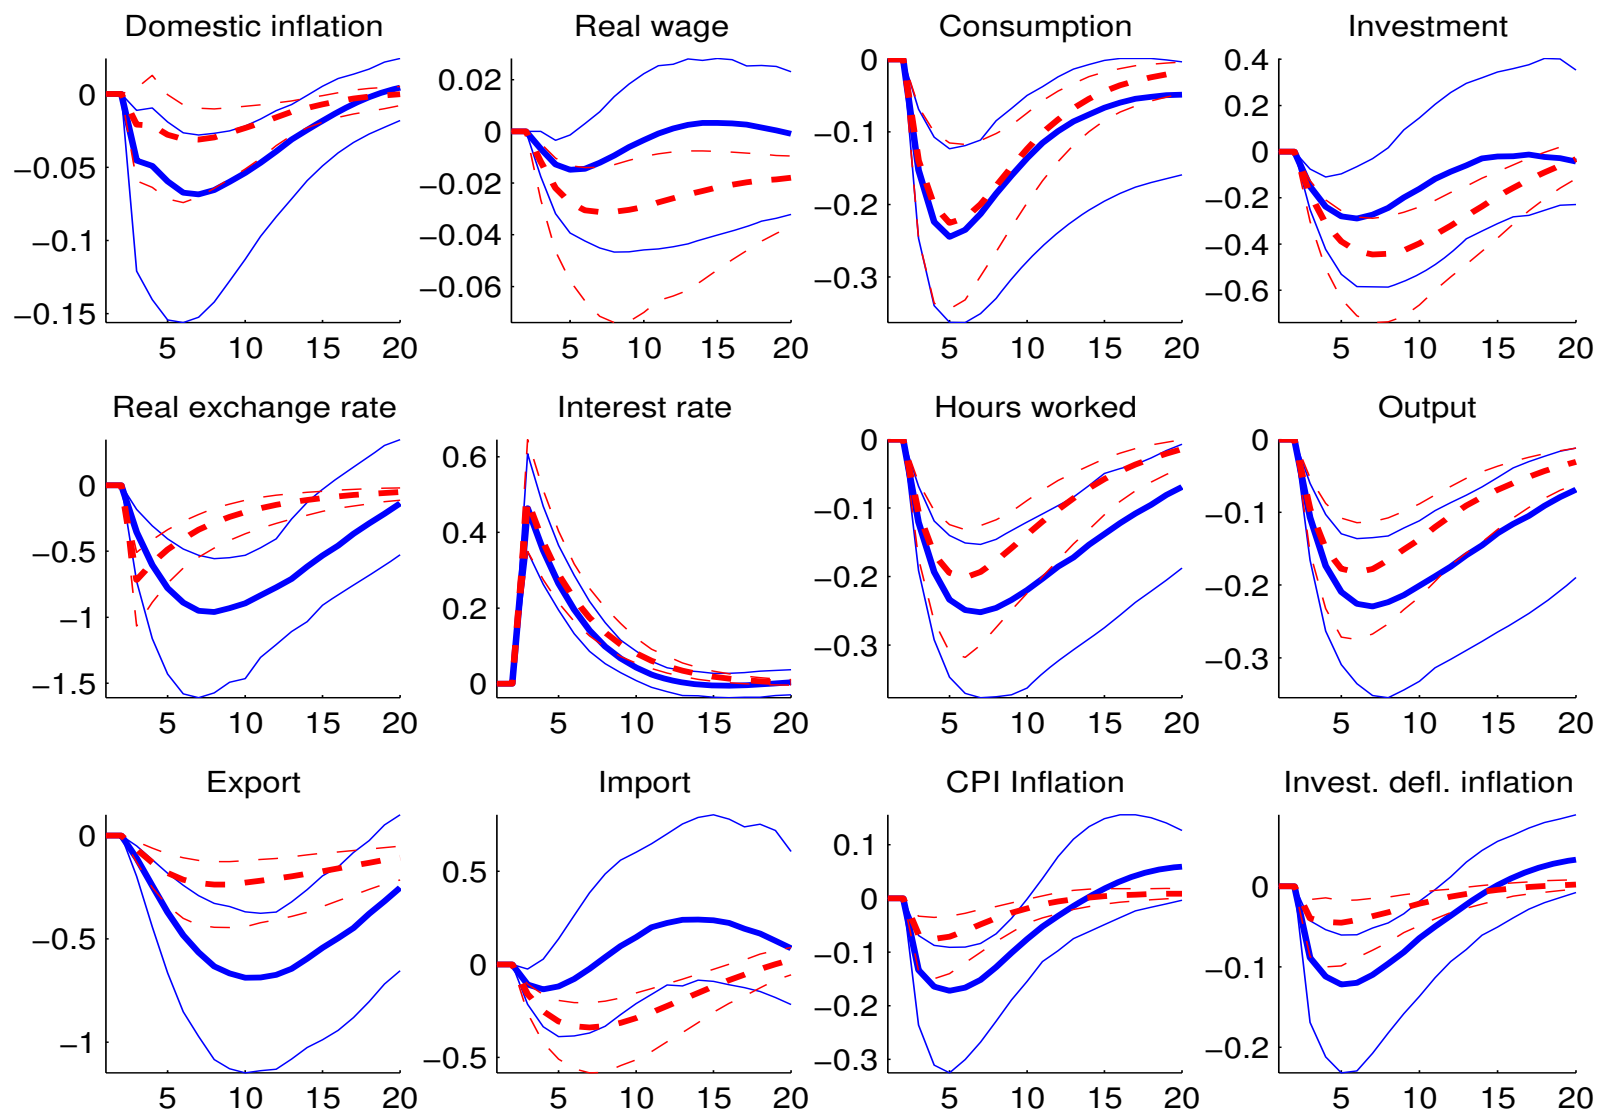 Domestic inflation Real wage Consumption Investment
0 −0.05 −0.1 −0.15
5 10 15 20
0.02 0 −0.02 −0.04 −0.06
5 10 15 20
0 −0.1 −0.2 −0.3
5 10 15 20
0.4 0.2 0 −0.2 −0.4 −0.6
5 10 15 20
Real exchange rate Interest rate Hours worked Output
0 −0.5 −1 −1.5
5 10 15 20
0.6 0.4 0.2 0
5 10 15 20
0 −0.1 −0.2 −0.3
5 10 15 20
0 −0.1 −0.2 −0.3
5 10 15 20
Export Import CPI Inflation Invest. defl. inflation
0 −0.5 −1
5 10 15 20
0.5 0 −0.5
5 10 15 20
0.1 0 −0.1 −0.2 −0.3
5 10 15 20
0 −0.1 −0.2
5 10 15 20